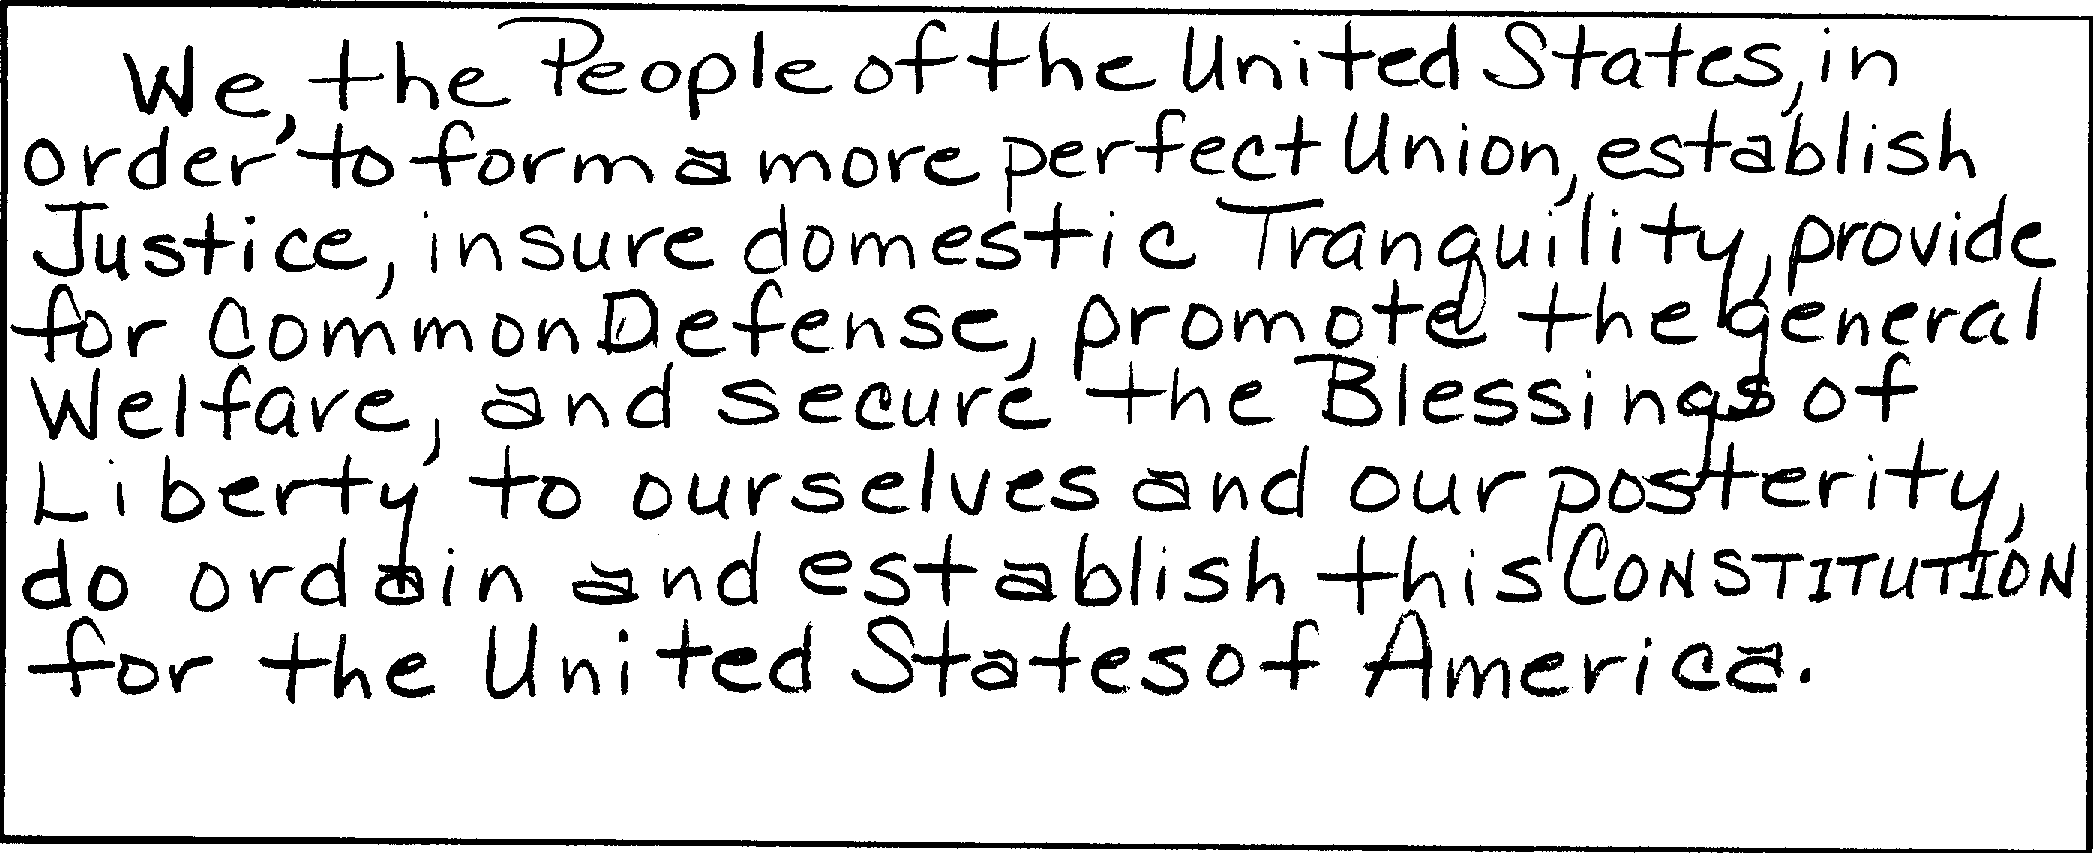 We, the People of the United States, in
order to form a more perfect Union, establish
Justice, insure domestic Tranquility, provide
for Common Defense, promote the general
Welfare, and secure the Blessings of
Liberty to ourselves and our posterity,
do ordain and establish this CONSTITUTION
for the United States of America.